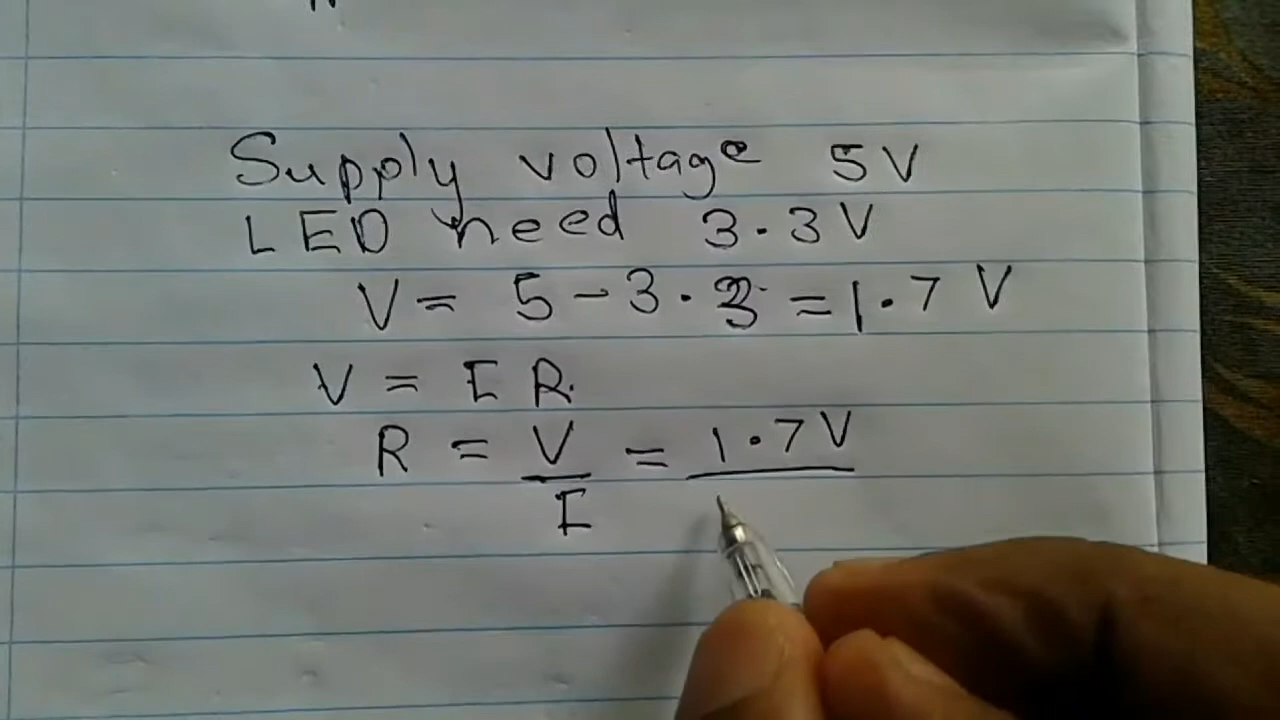 Supply voltage 5V
LED need 3.3V
V = 5 - 3.3 = 1.7 V
V = I R.
R = V/I = 1.7V/